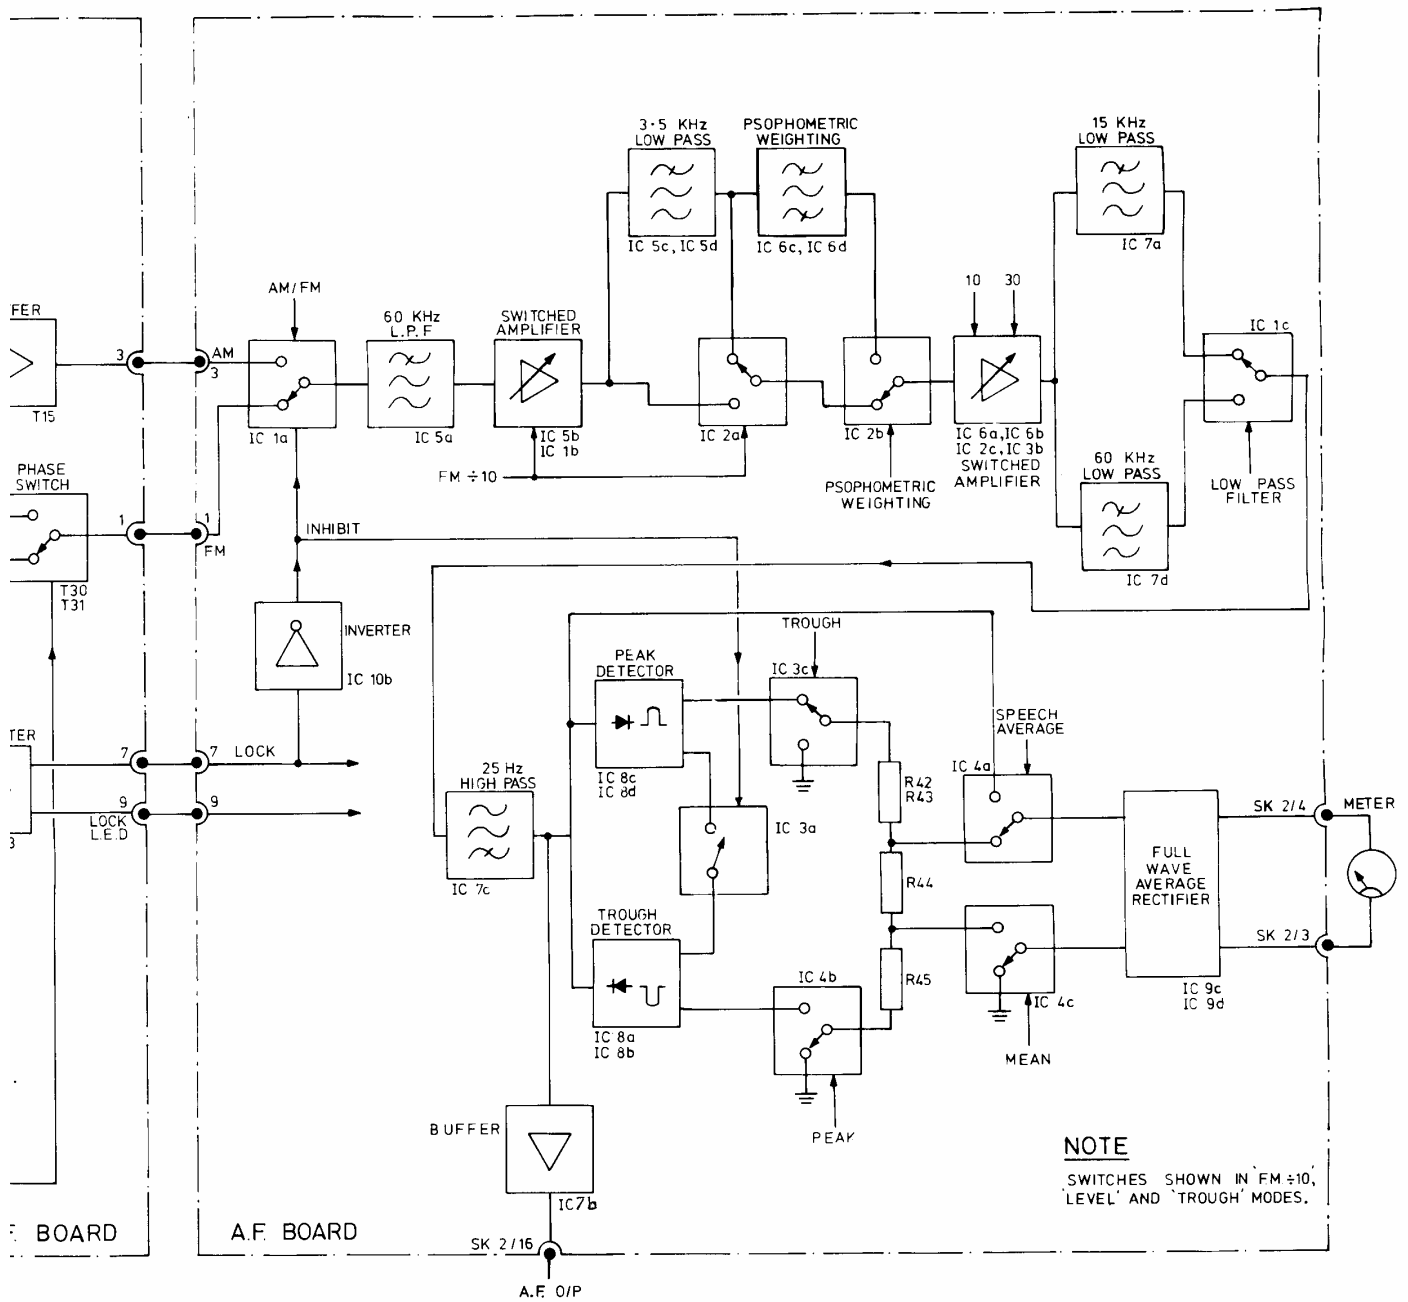 3·5 KHz
LOW PASS
IC 5c, IC 5d
PSOPHOMETRIC
WEIGHTING
IC 6c, IC 6d
15 KHz
LOW PASS
IC 7a
FER
T15
3
AM
3
AM/FM
IC 1a
60 KHz
L.P.F
IC 5a
SWITCHED
AMPLIFIER
IC 5b
IC 1b
FM ÷10
IC 2a
IC 2b
PSOPHOMETRIC
WEIGHTING
10
30
IC 6a, IC 6b
IC 2c, IC 3b
SWITCHED
AMPLIFIER
60 KHz
LOW PASS
IC 7d
IC 1c
LOW PASS
FILTER
PHASE
SWITCH
T30
T31
1
1
FM
INHIBIT
INVERTER
IC 10b
TER
3
7
7
LOCK
9
LOCK
L.E.D
9
25 Hz
HIGH PASS
IC 7c
PEAK
DETECTOR
IC 8c
IC 8d
TROUGH
IC 3c
IC 3a
TROUGH
DETECTOR
IC 8a
IC 8b
IC 4b
PEAK
R42
R43
R44
R45
SPEECH
AVERAGE
IC 4a
IC 4c
MEAN
FULL
WAVE
AVERAGE
RECTIFIER
IC 9c
IC 9d
SK 2/4
METER
SK 2/3
BUFFER
IC7b
SK 2/16
A.F. O/P
NOTE
SWITCHES SHOWN IN 'FM ÷10',
'LEVEL' AND 'TROUGH' MODES.
F. BOARD
A.F. BOARD